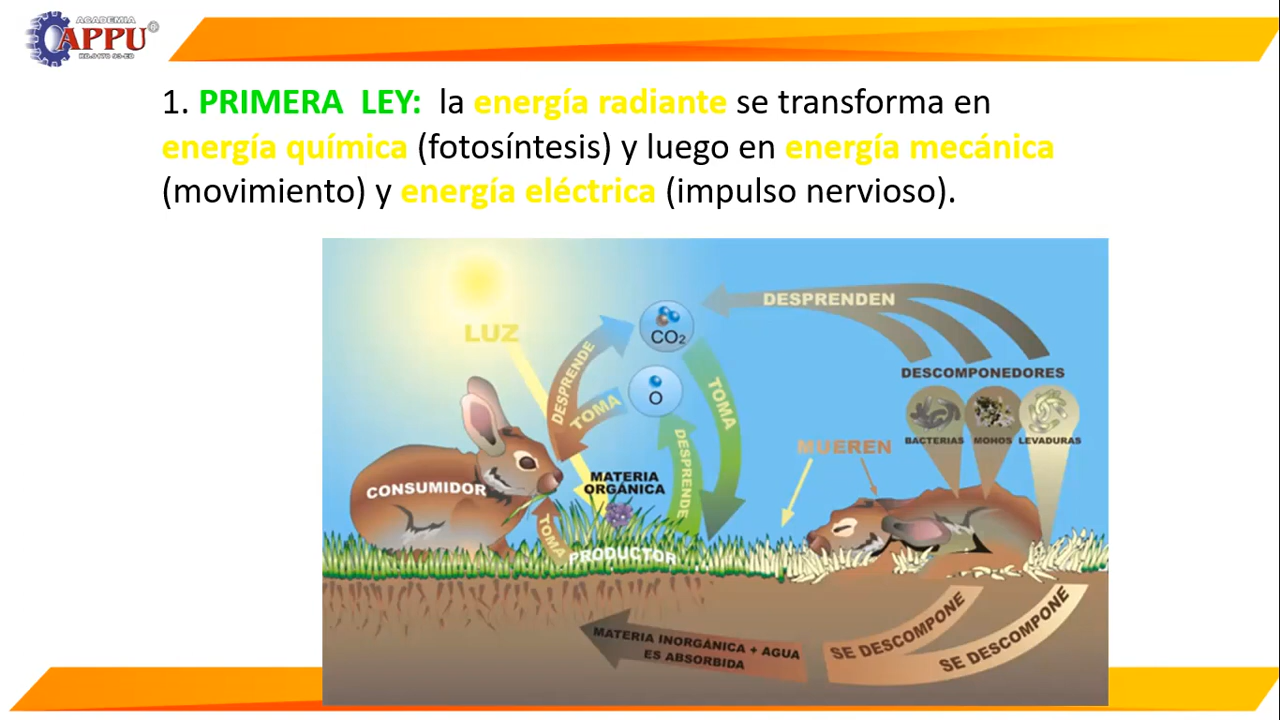 ACADEMIA
APPU
®
1. PRIMERA LEY: la energía radiante se transforma en
energía química (fotosíntesis) y luego en energía mecánica
(movimiento) y energía eléctrica (impulso nervioso).
LUZ
DESPRENDEN
CO₂
DESPRENDE
TOMA
O
TOMA
DESPRENDE
DESCOMPONEDORES
BACTERIAS
MOHOS
LEVADURAS
MUEREN
CONSUMIDOR
MATERIA
ORGÁNICA
TOMA
PRODUCTOR
MATERIA INORGÁNICA + AGUA
ES ABSORBIDA
SE DESCOMPONE
SE DESCOMPONE